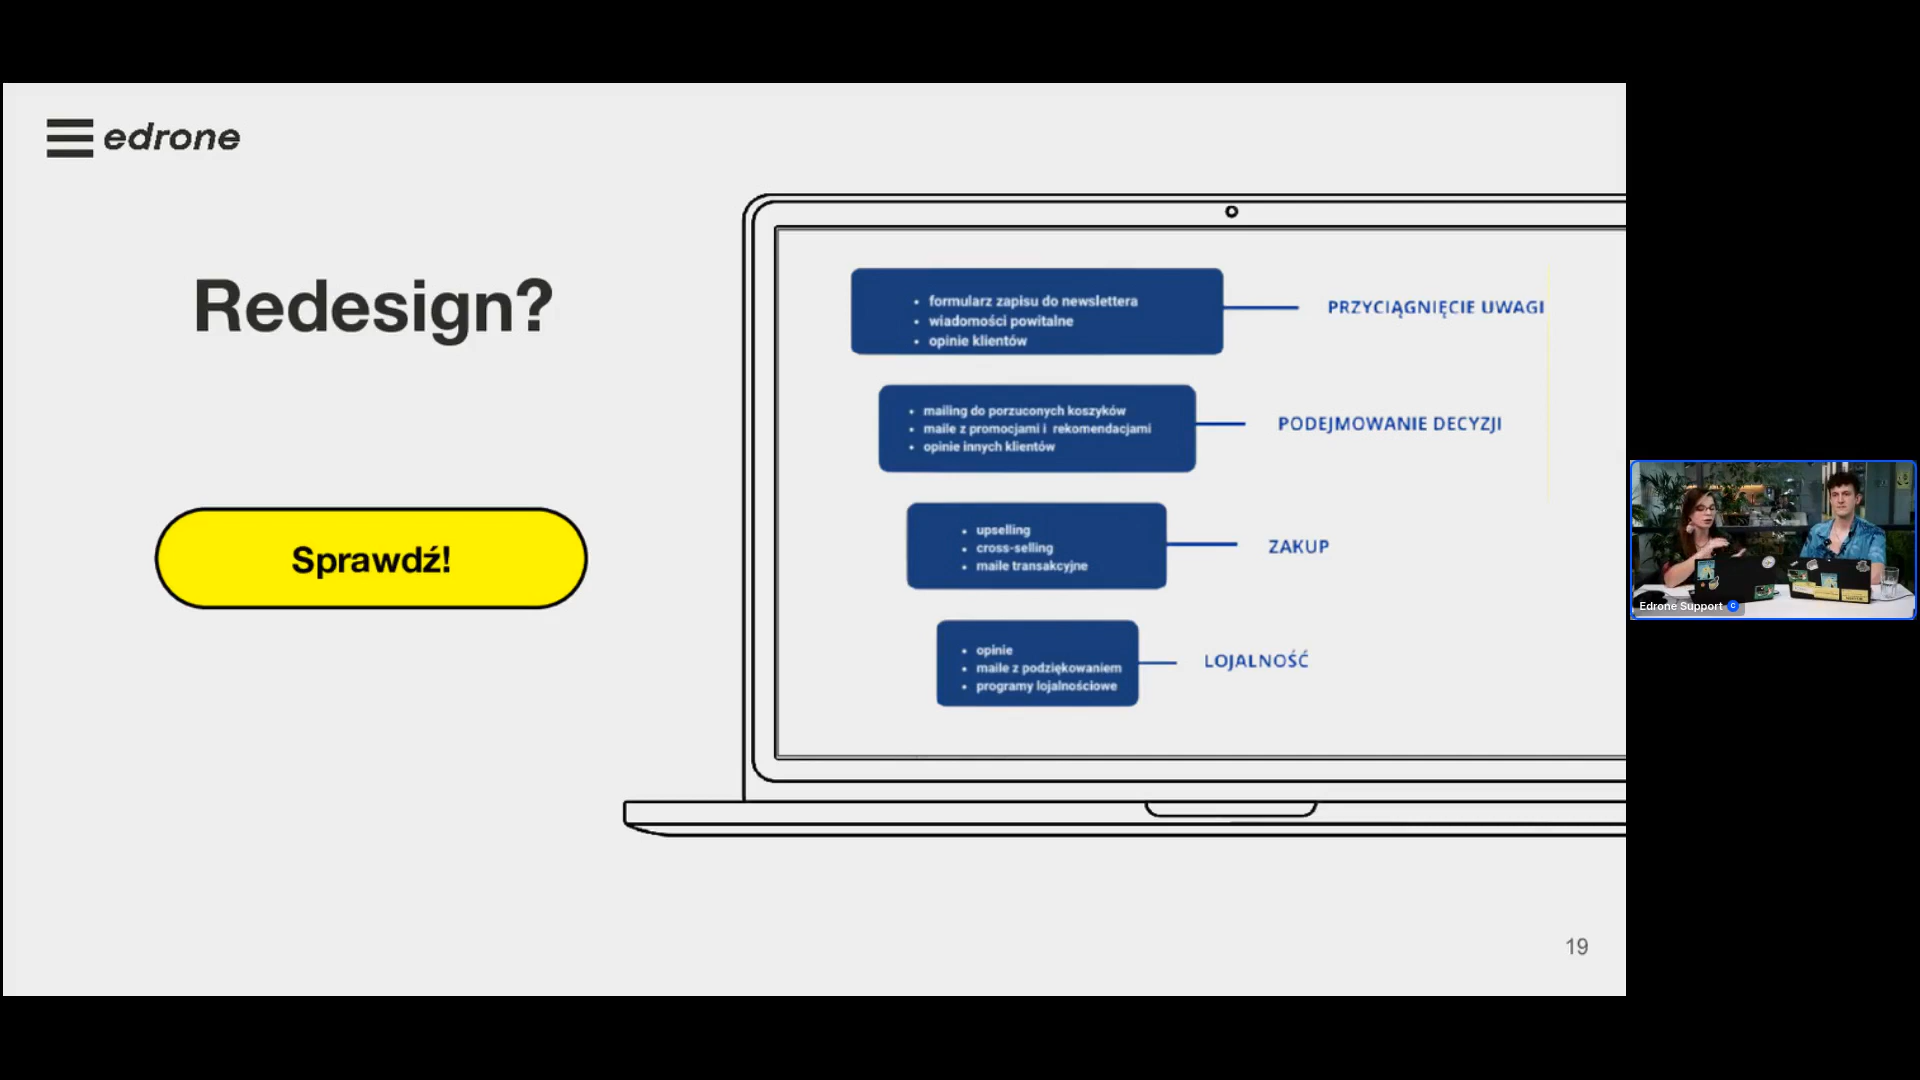 edrone
Redesign?
Sprawdź!
formularz zapisu do newslettera
wiadomości powitalne
opinie klientów
PRZYCIĄGNIĘCIE UWAGI
mailing do porzuconych koszyków
maile z promocjami i rekomendacjami
opinie innych klientów
PODEJMOWANIE DECYZJI
upselling
cross-selling
maile transakcyjne
ZAKUP
opinie
maile z podziękowaniem
programy lojalnościowe
LOJALNOŚĆ
19
Edrone Support